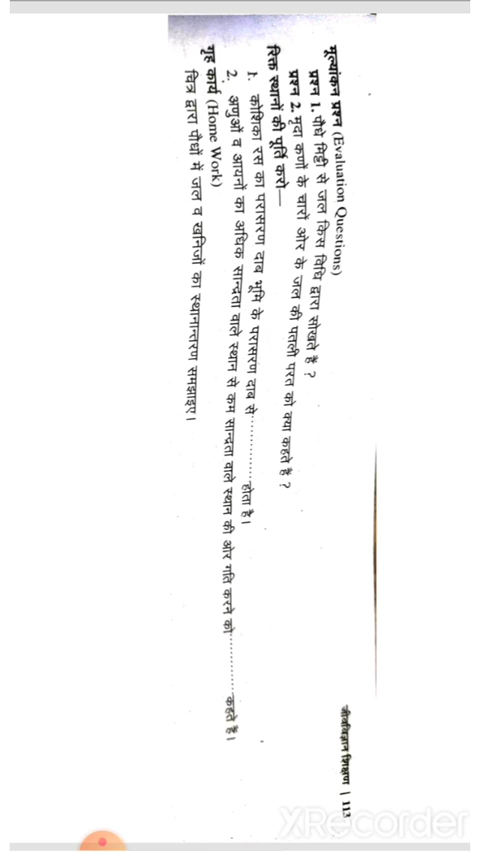 जीवविज्ञान शिक्षण | 113
मूल्यांकन प्रश्न (Evaluation Questions)
प्रश्न 1. पौधे मिट्टी से जल किस विधि द्वारा सोखते है ?
प्रश्न 2. मृदा कणों के चारों ओर के जल की पतली परत को क्या कहते हैं ?
रिक्त स्थानों की पूर्ति करो—
1. कोशिका रस का परासरण दाब भूमि के परासरण दाब से.............होता है।
2. अणुओं व आयनों का अधिक सान्द्रता वाले स्थान से कम सान्द्रता वाले स्थान की ओर गति करने को.............कहते हैं।
गृह कार्य (Home Work)
चित्र द्वारा पौधों में जल व खनिजों का स्थानान्तरण समझाइए।
XRecorder